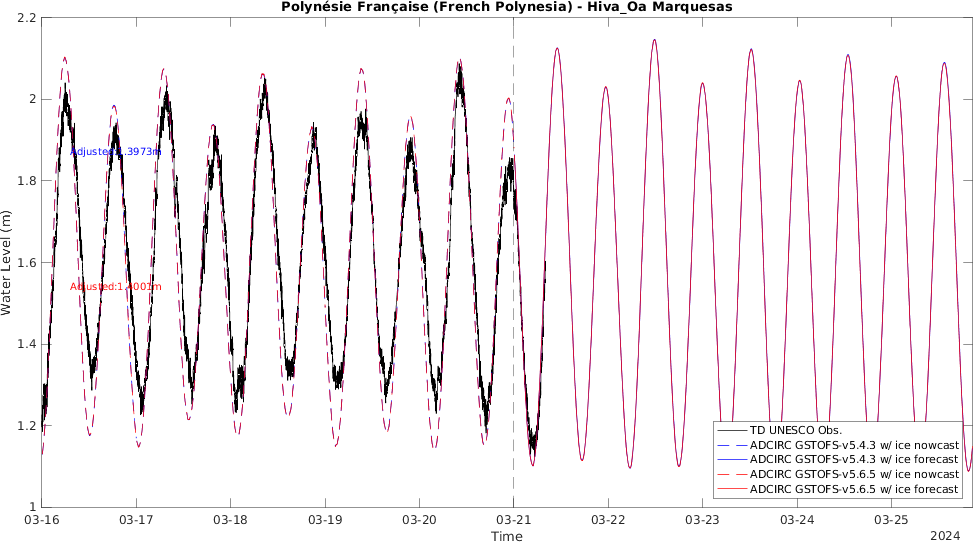 Polynésie Française (French Polynesia) - Hiva_Oa Marquesas
Water Level (m)
2.2
2
1.8
1.6
1.4
1.2
1
Adjusted:1.3973m
Adjusted:1.4001m
TD UNESCO Obs.
ADCIRC GSTOFS-v5.4.3 w/ ice nowcast
ADCIRC GSTOFS-v5.4.3 w/ ice forecast
ADCIRC GSTOFS-v5.6.5 w/ ice nowcast
ADCIRC GSTOFS-v5.6.5 w/ ice forecast
03-16 03-17 03-18 03-19 03-20 03-21 03-22 03-23 03-24 03-25
Time
2024